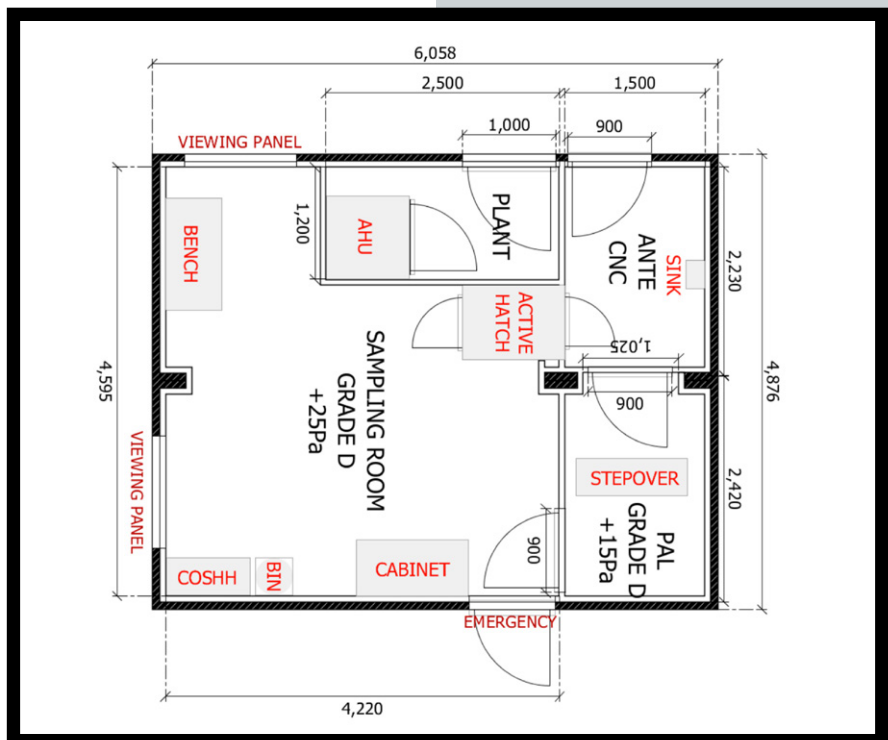 6,058
2,500
1,500
1,000
900
VIEWING PANEL
BENCH
1,200
AHU
PLANT
ANTE
CNC
SINK
2,230
ACTIVE
HATCH
1,025
900
4,595
4,876
SAMPLING ROOM
GRADE D
+25Pa
VIEWING PANEL
STEPOVER
PAL
GRADE D
+15Pa
2,420
900
COSHH
BIN
CABINET
EMERGENCY
4,220